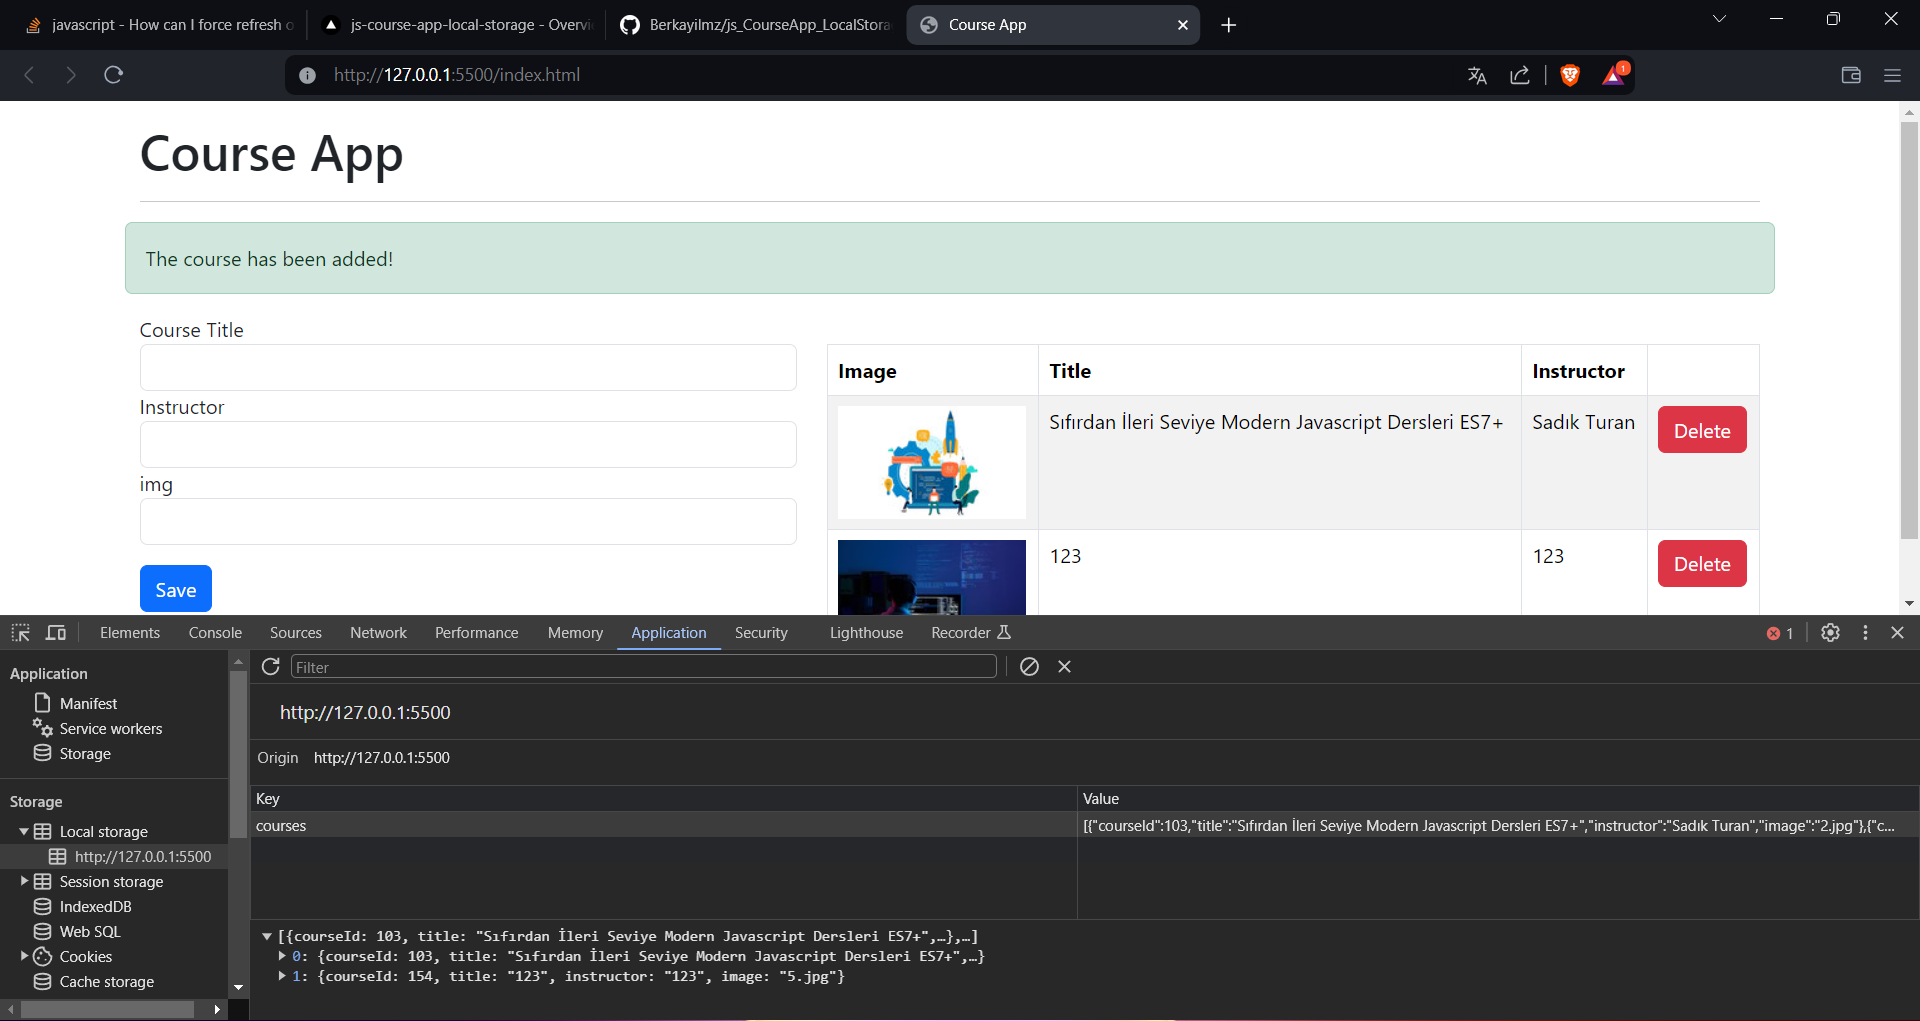 javascript - How can I force refresh o
js-course-app-local-storage - Overvi
Berkayilmz/js_CourseApp_LocalStora
Course App
http://127.0.0.1:5500/index.html
1
Course App
The course has been added!
Course Title
Instructor
img
Save
Image Title Instructor
Sıfırdan İleri Seviye Modern Javascript Dersleri ES7+ Sadık Turan Delete
123 123 Delete
Elements Console Sources Network Performance Memory Application Security Lighthouse Recorder 1
Application
Manifest
Service workers
Storage
Storage
Local storage
http://127.0.0.1:5500
Session storage
IndexedDB
Web SQL
Cookies
Cache storage
Filter
http://127.0.0.1:5500
Origin http://127.0.0.1:5500
Key Value
courses [{"courseId":103,"title":"Sıfırdan İleri Seviye Modern Javascript Dersleri ES7+","instructor":"Sadık Turan","image":"2.jpg"},{"c...
[{courseId: 103, title: "Sıfırdan İleri Seviye Modern Javascript Dersleri ES7+",…},…]
0: {courseId: 103, title: "Sıfırdan İleri Seviye Modern Javascript Dersleri ES7+",…}
1: {courseId: 154, title: "123", instructor: "123", image: "5.jpg"}